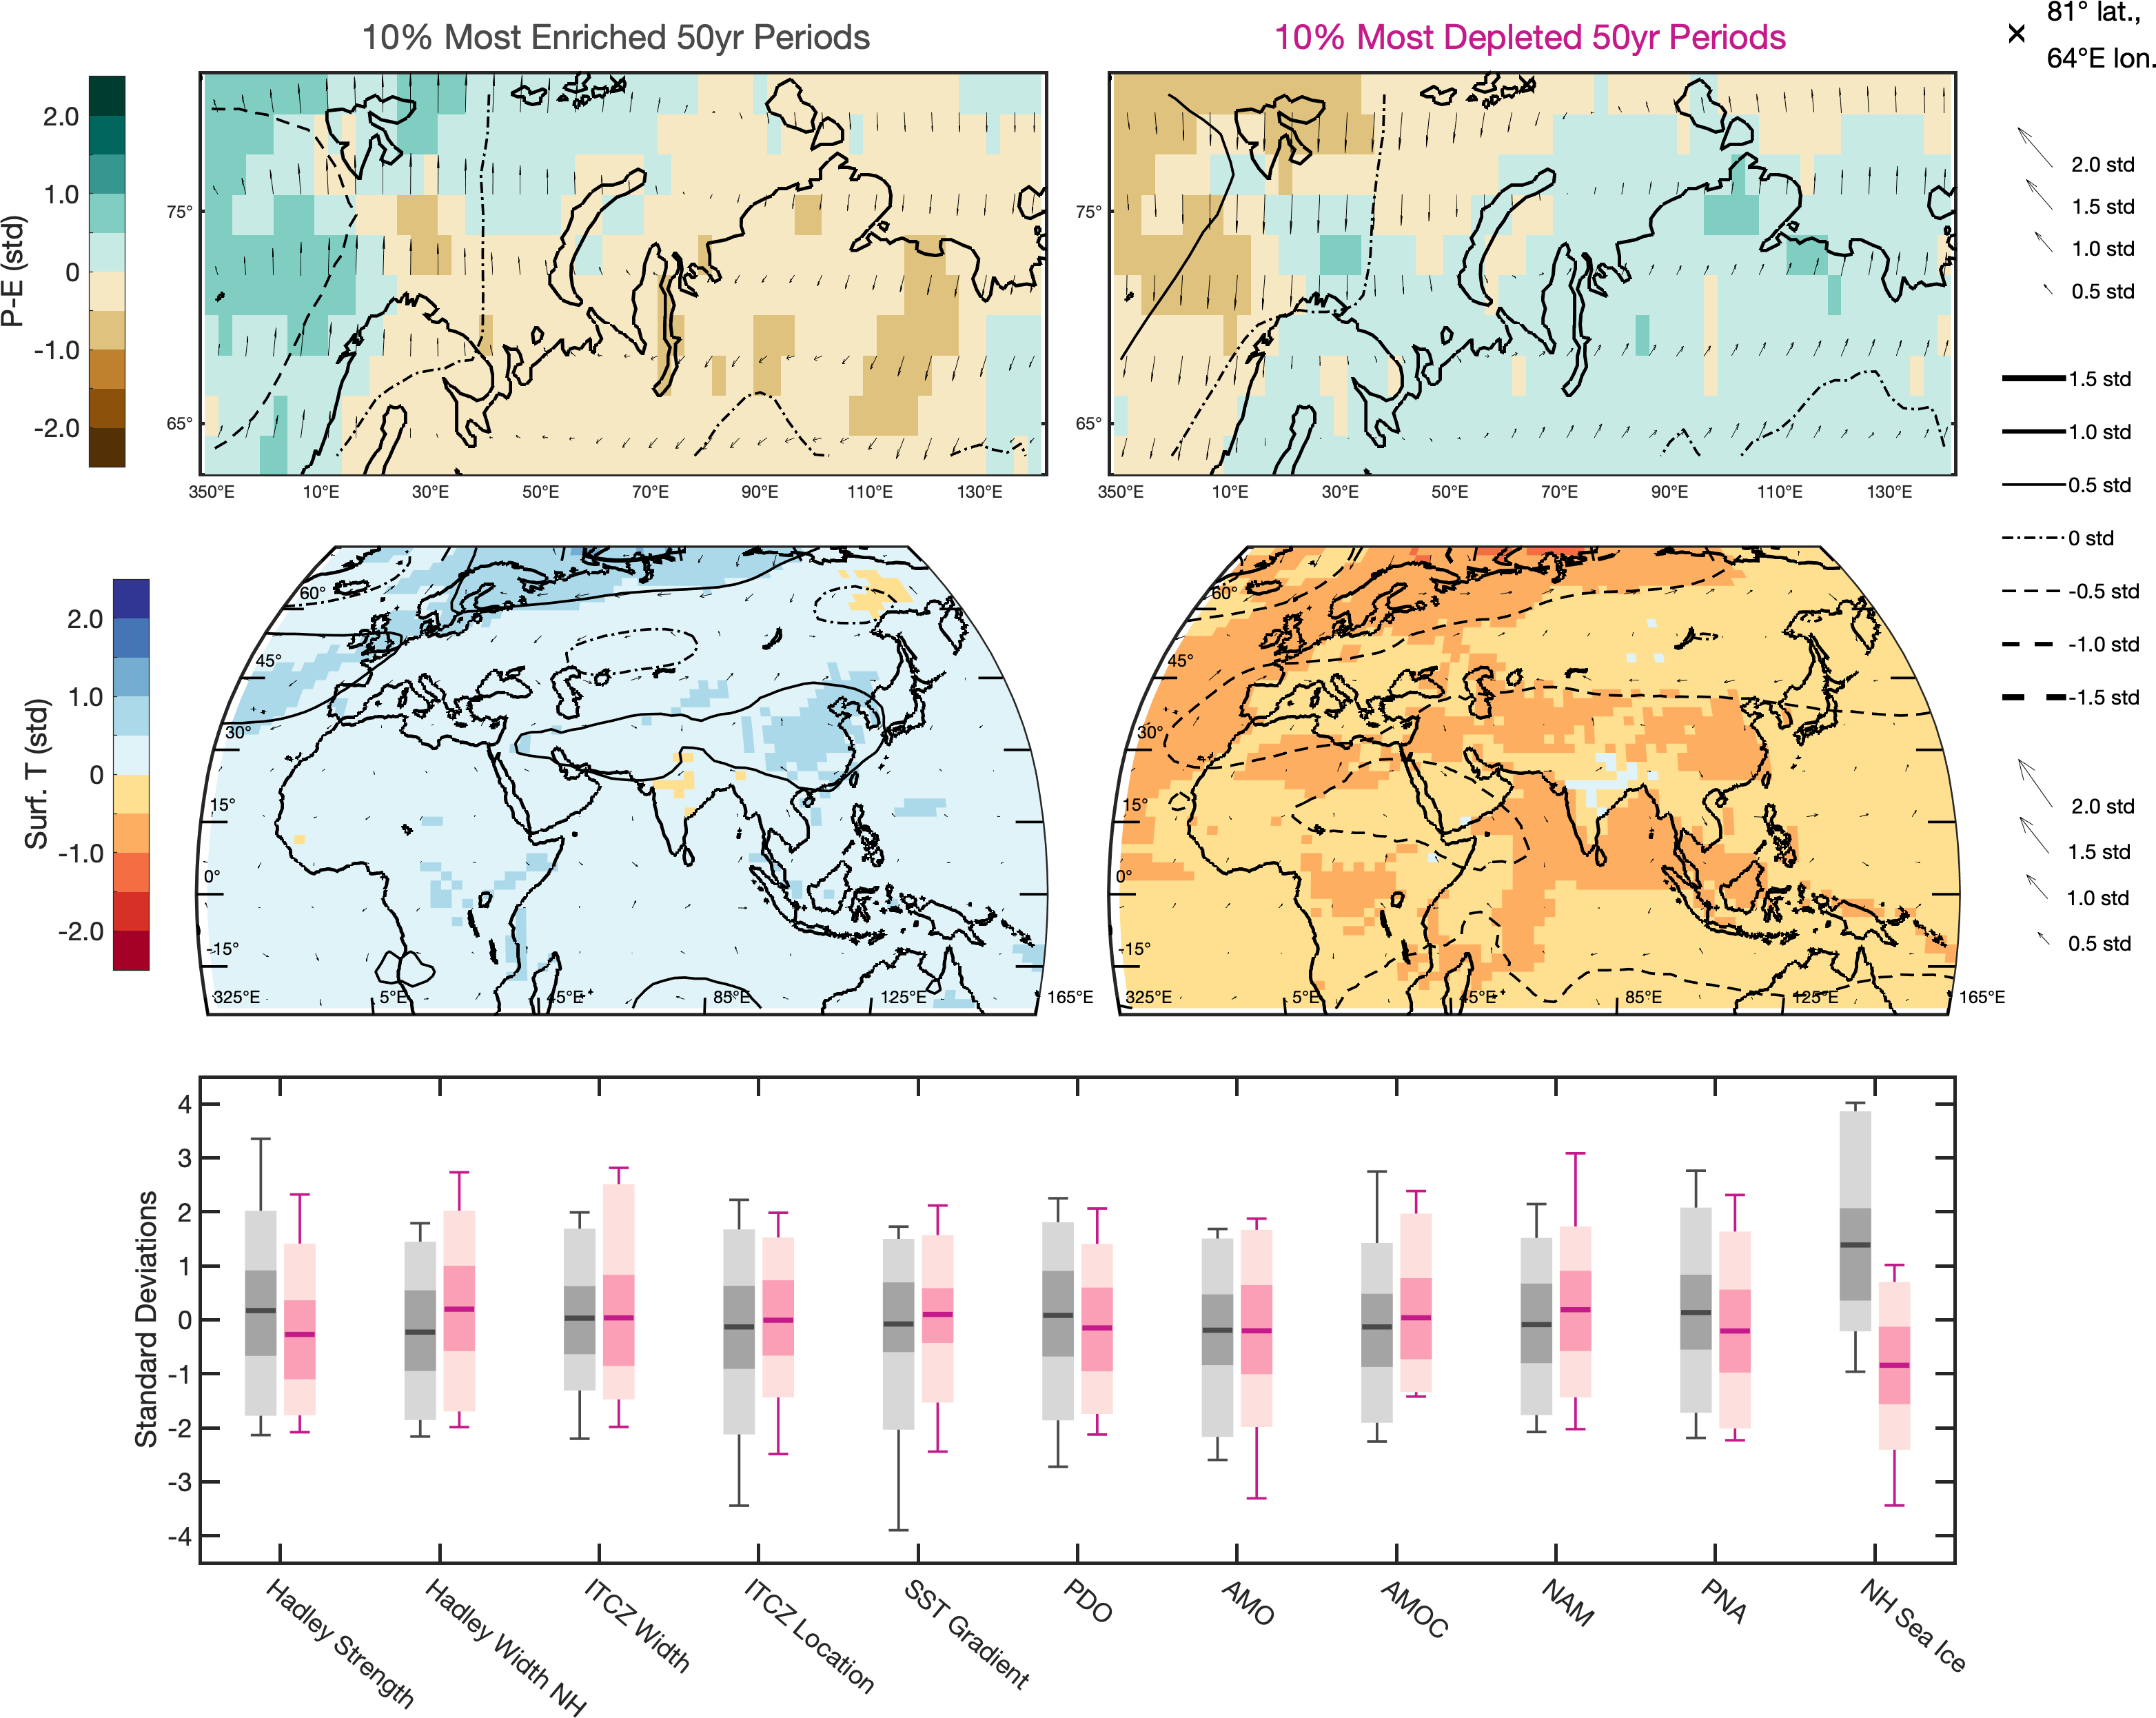 10% Most Enriched 50yr Periods
10% Most Depleted 50yr Periods
81° lat.,
64°E lon.
P-E (std)
2.0
1.0
0
-1.0
-2.0
75°
65°
350°E 10°E 30°E 50°E 70°E 90°E 110°E 130°E
75°
65°
350°E 10°E 30°E 50°E 70°E 90°E 110°E 130°E
2.0 std
1.5 std
1.0 std
0.5 std
1.5 std
1.0 std
0.5 std
0 std
-0.5 std
-1.0 std
-1.5 std
Surf. T (std)
2.0
1.0
0
-1.0
-2.0
60°
45°
30°
15°
0°
-15°
325°E 5°E 45°E 85°E 125°E 165°E
60°
45°
30°
15°
0°
-15°
325°E 5°E 45°E 85°E 125°E 165°E
2.0 std
1.5 std
1.0 std
0.5 std
Standard Deviations
4
3
2
1
0
-1
-2
-3
-4
Hadley Strength
Hadley Width NH
ITCZ Width
ITCZ Location
SST Gradient
PDO
AMO
AMOC
NAM
PNA
NH Sea Ice